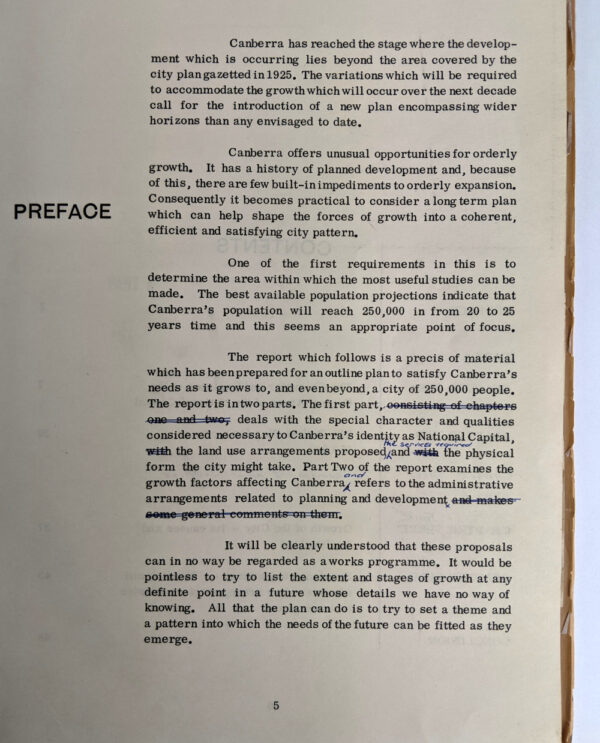 PREFACE
Canberra has reached the stage where the develop-
ment which is occurring lies beyond the area covered by the
city plan gazetted in 1925. The variations which will be required
to accommodate the growth which will occur over the next decade
call for the introduction of a new plan encompassing wider
horizons than any envisaged to date.
Canberra offers unusual opportunities for orderly
growth. It has a history of planned development and, because
of this, there are few built-in impediments to orderly expansion.
Consequently it becomes practical to consider a long term plan
which can help shape the forces of growth into a coherent,
efficient and satisfying city pattern.
One of the first requirements in this is to
determine the area within which the most useful studies can be
made. The best available population projections indicate that
Canberra's population will reach 250,000 in from 20 to 25
years time and this seems an appropriate point of focus.
The report which follows is a precis of material
which has been prepared for an outline plan to satisfy Canberra's
needs as it grows to, and even beyond, a city of 250,000 people.
The report is in two parts. The first part, consisting of chapters
one and two, deals with the special character and qualities
considered necessary to Canberra's identity as National Capital,
the services required
with the land use arrangements proposed and with the physical
form the city might take. Part Two of the report examines the
and
growth factors affecting Canberra, refers to the administrative
arrangements related to planning and development and makes
some general comments on them.
It will be clearly understood that these proposals
can in no way be regarded as a works programme. It would be
pointless to try to list the extent and stages of growth at any
definite point in a future whose details we have no way of
knowing. All that the plan can do is to try to set a theme and
a pattern into which the needs of the future can be fitted as they
emerge.
5